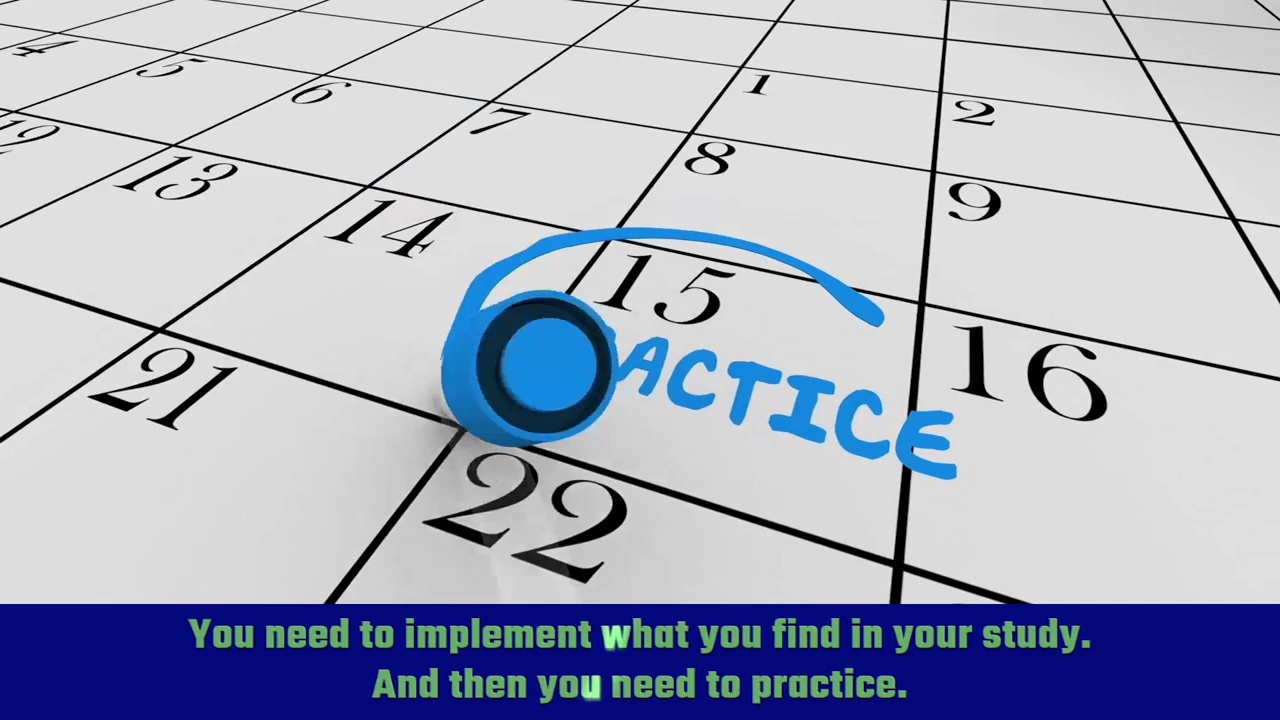 1 2
4 5 6 7 8 9
12 13 14 15 16
21 22
ACTICE
You need to implement what you find in your study.
And then you need to practice.